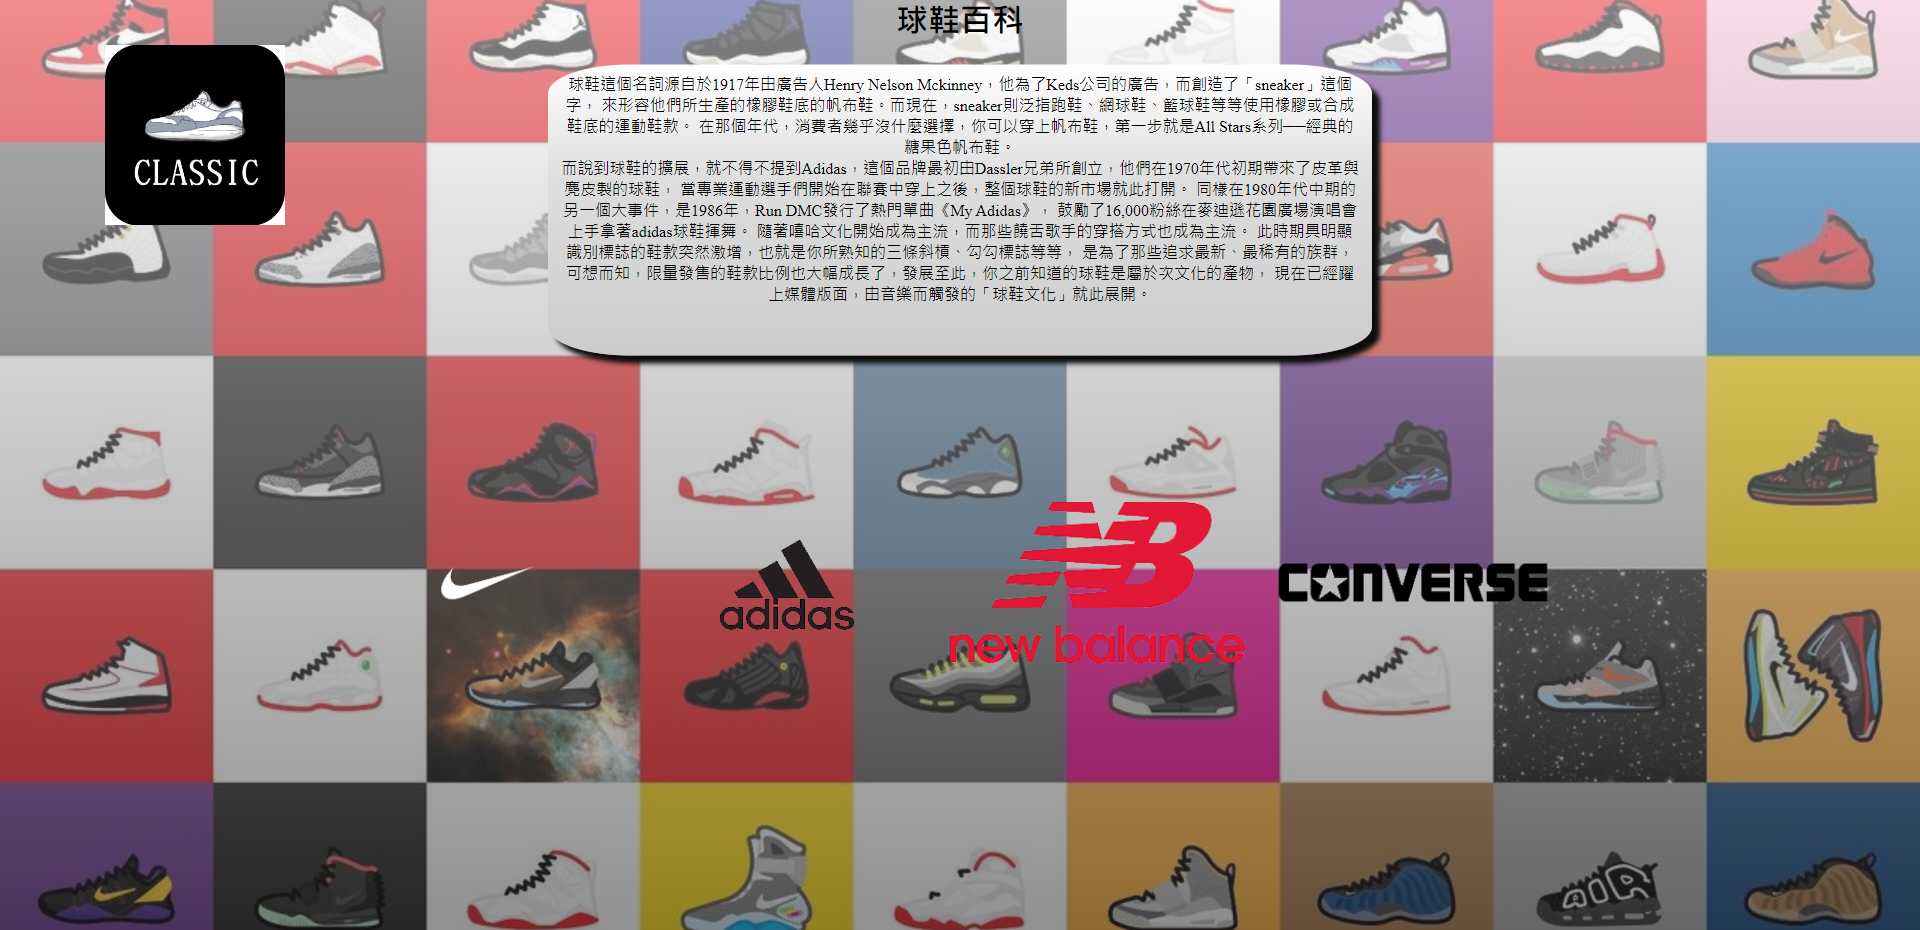 球鞋百科
CLASSIC
球鞋這個名詞源自於1917年由廣告人Henry Nelson Mckinney，他為了Keds公司的廣告，而創造了「sneaker」這個
字， 來形容他們所生產的橡膠鞋底的帆布鞋。而現在，sneaker則泛指跑鞋、網球鞋、籃球鞋等等使用橡膠或合成
鞋底的運動鞋款。 在那個年代，消費者幾乎沒什麼選擇，你可以穿上帆布鞋，第一步就是All Stars系列──經典的
糖果色帆布鞋。
而說到球鞋的擴展，就不得不提到Adidas，這個品牌最初由Dassler兄弟所創立，他們在1970年代初期帶來了皮革與
麂皮製的球鞋， 當專業運動選手們開始在聯賽中穿上之後，整個球鞋的新市場就此打開。 同樣在1980年代中期的
另一個大事件，是1986年，Run DMC發行了熱門單曲《My Adidas》， 鼓勵了16,000粉絲在麥迪遜花園廣場演唱會
上手拿著adidas球鞋揮舞。 隨著嘻哈文化開始成為主流，而那些饒舌歌手的穿搭方式也成為主流。 此時期具明顯
識別標誌的鞋款突然激增，也就是你所熟知的三條斜槓、勾勾標誌等等， 是為了那些追求最新、最稀有的族群，
可想而知，限量發售的鞋款比例也大幅成長了，發展至此，你之前知道的球鞋是屬於次文化的產物， 現在已經躍
上媒體版面，由音樂而觸發的「球鞋文化」就此展開。
adidas
NB
new balance
CONVERSE
AIR